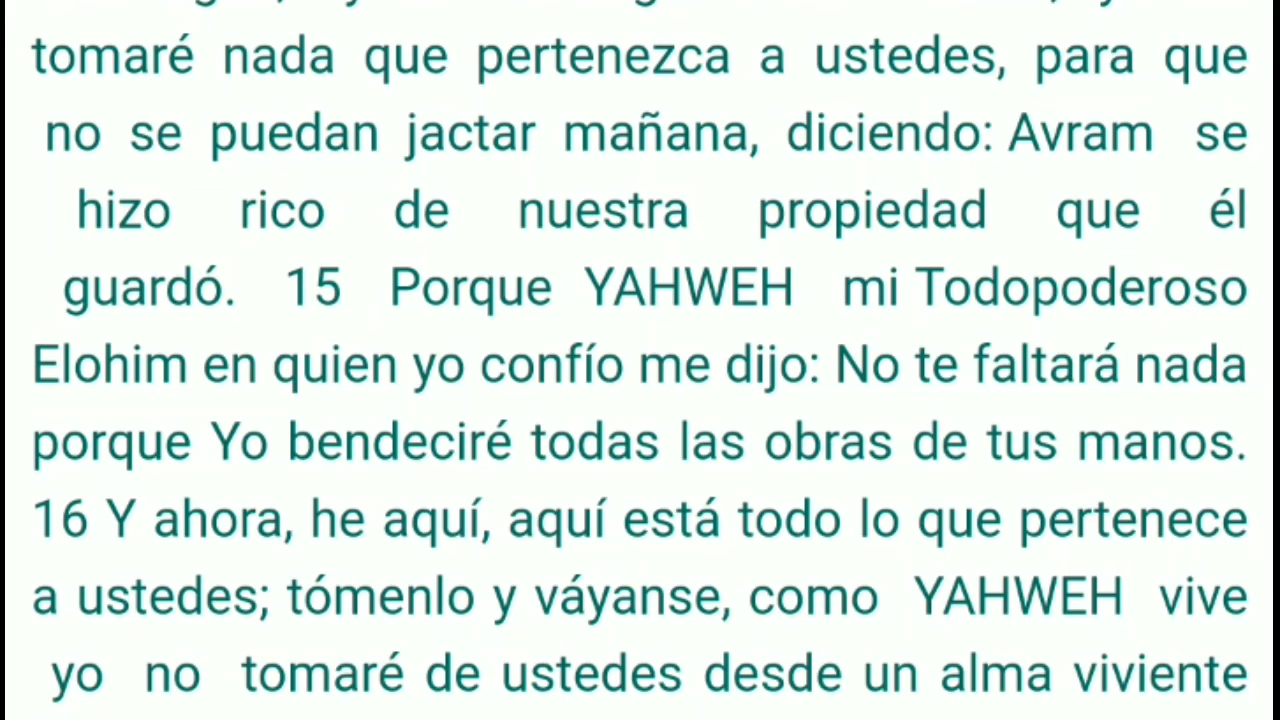 tomaré nada que pertenezca a ustedes, para que
no se puedan jactar mañana, diciendo: Avram se
hizo rico de nuestra propiedad que él
guardó. 15 Porque YAHWEH mi Todopoderoso
Elohim en quien yo confío me dijo: No te faltará nada
porque Yo bendeciré todas las obras de tus manos.
16 Y ahora, he aquí, aquí está todo lo que pertenece
a ustedes; tómenlo y váyanse, como YAHWEH vive
yo no tomaré de ustedes desde un alma viviente